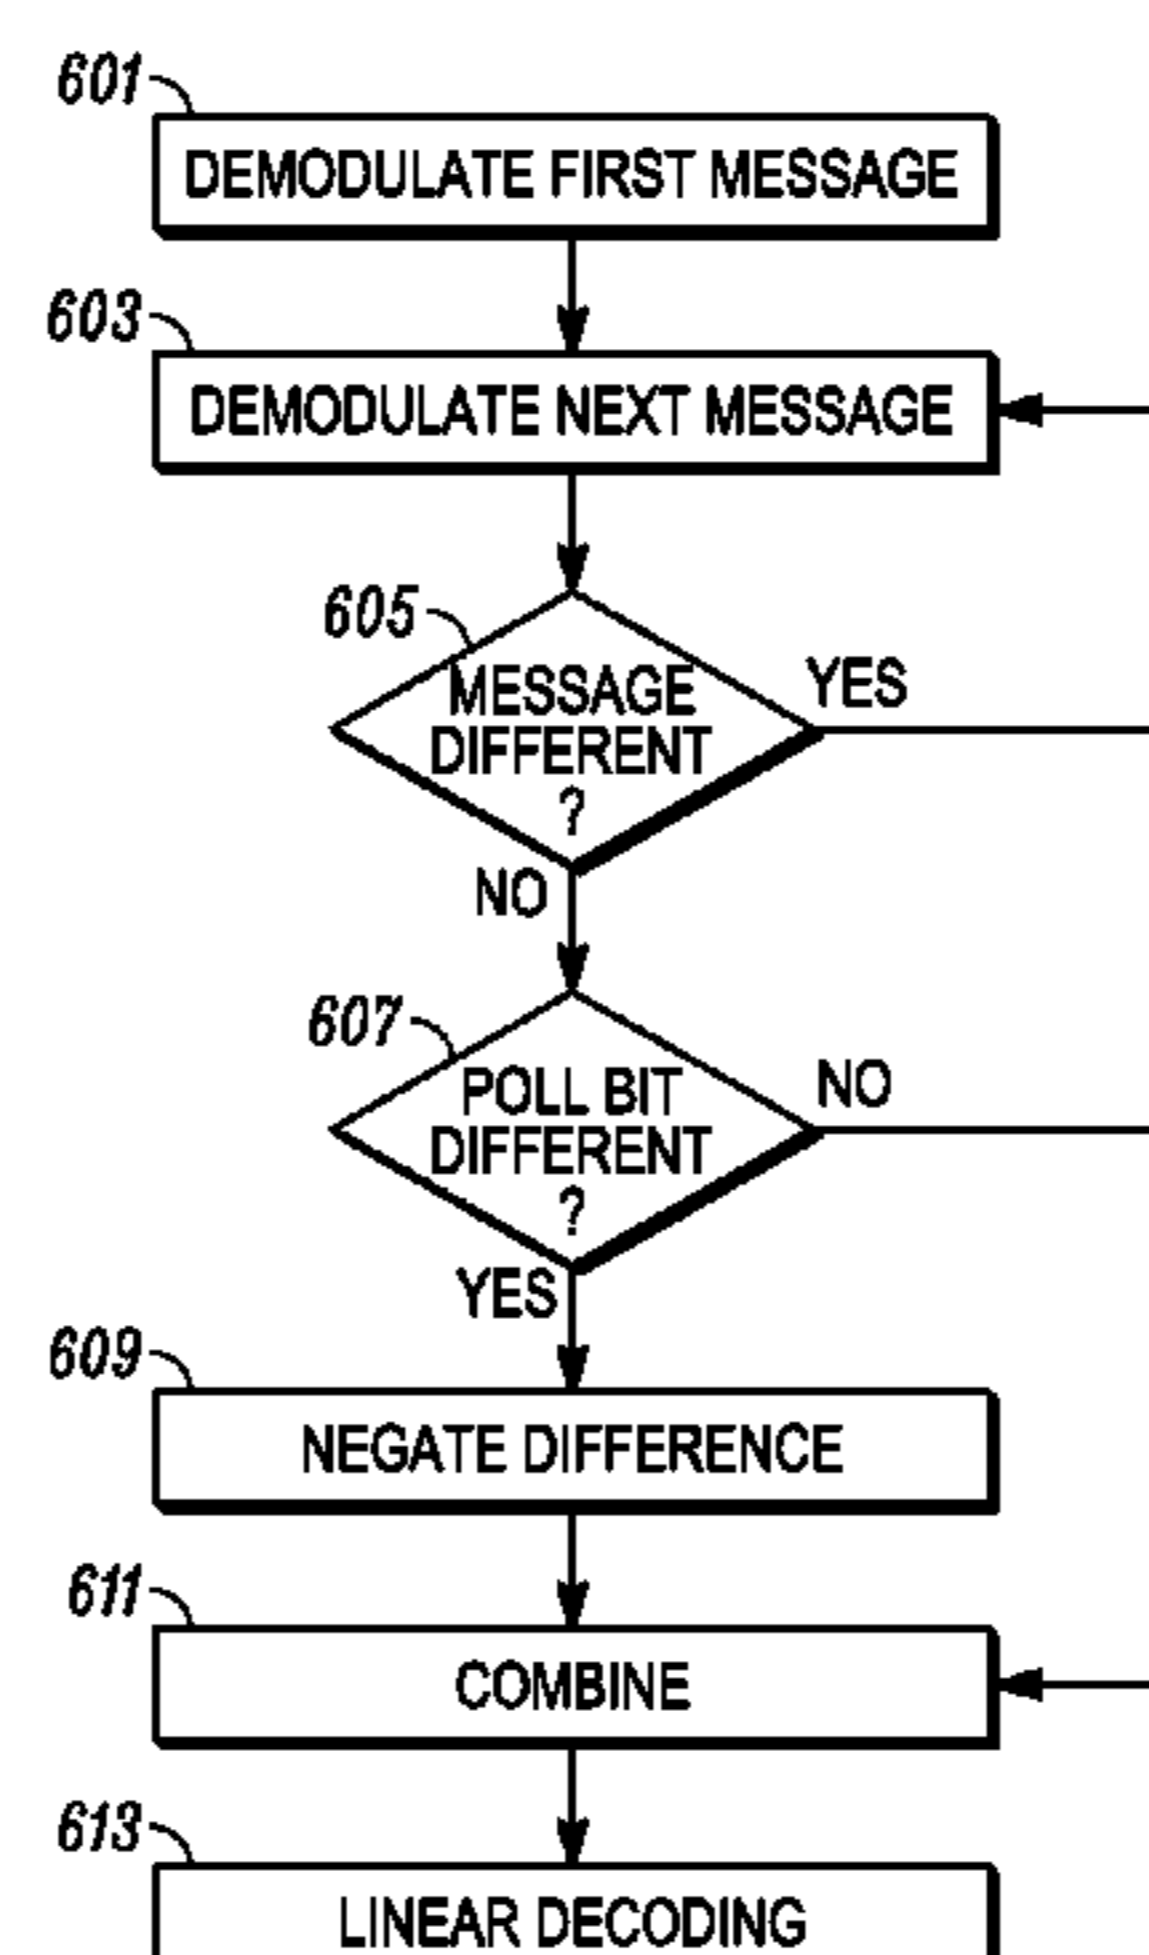 601
DEMODULATE FIRST MESSAGE
603
DEMODULATE NEXT MESSAGE
605
MESSAGE
DIFFERENT
?
YES
NO
607
POLL BIT
DIFFERENT
?
NO
YES
609
NEGATE DIFFERENCE
611
COMBINE
613
LINEAR DECODING